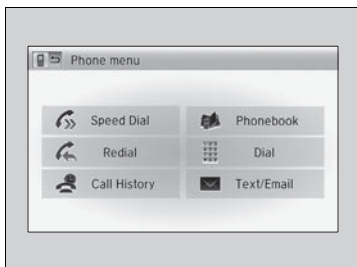 Phone menu
Speed Dial
Phonebook
Redial
Dial
Call History
Text/Email